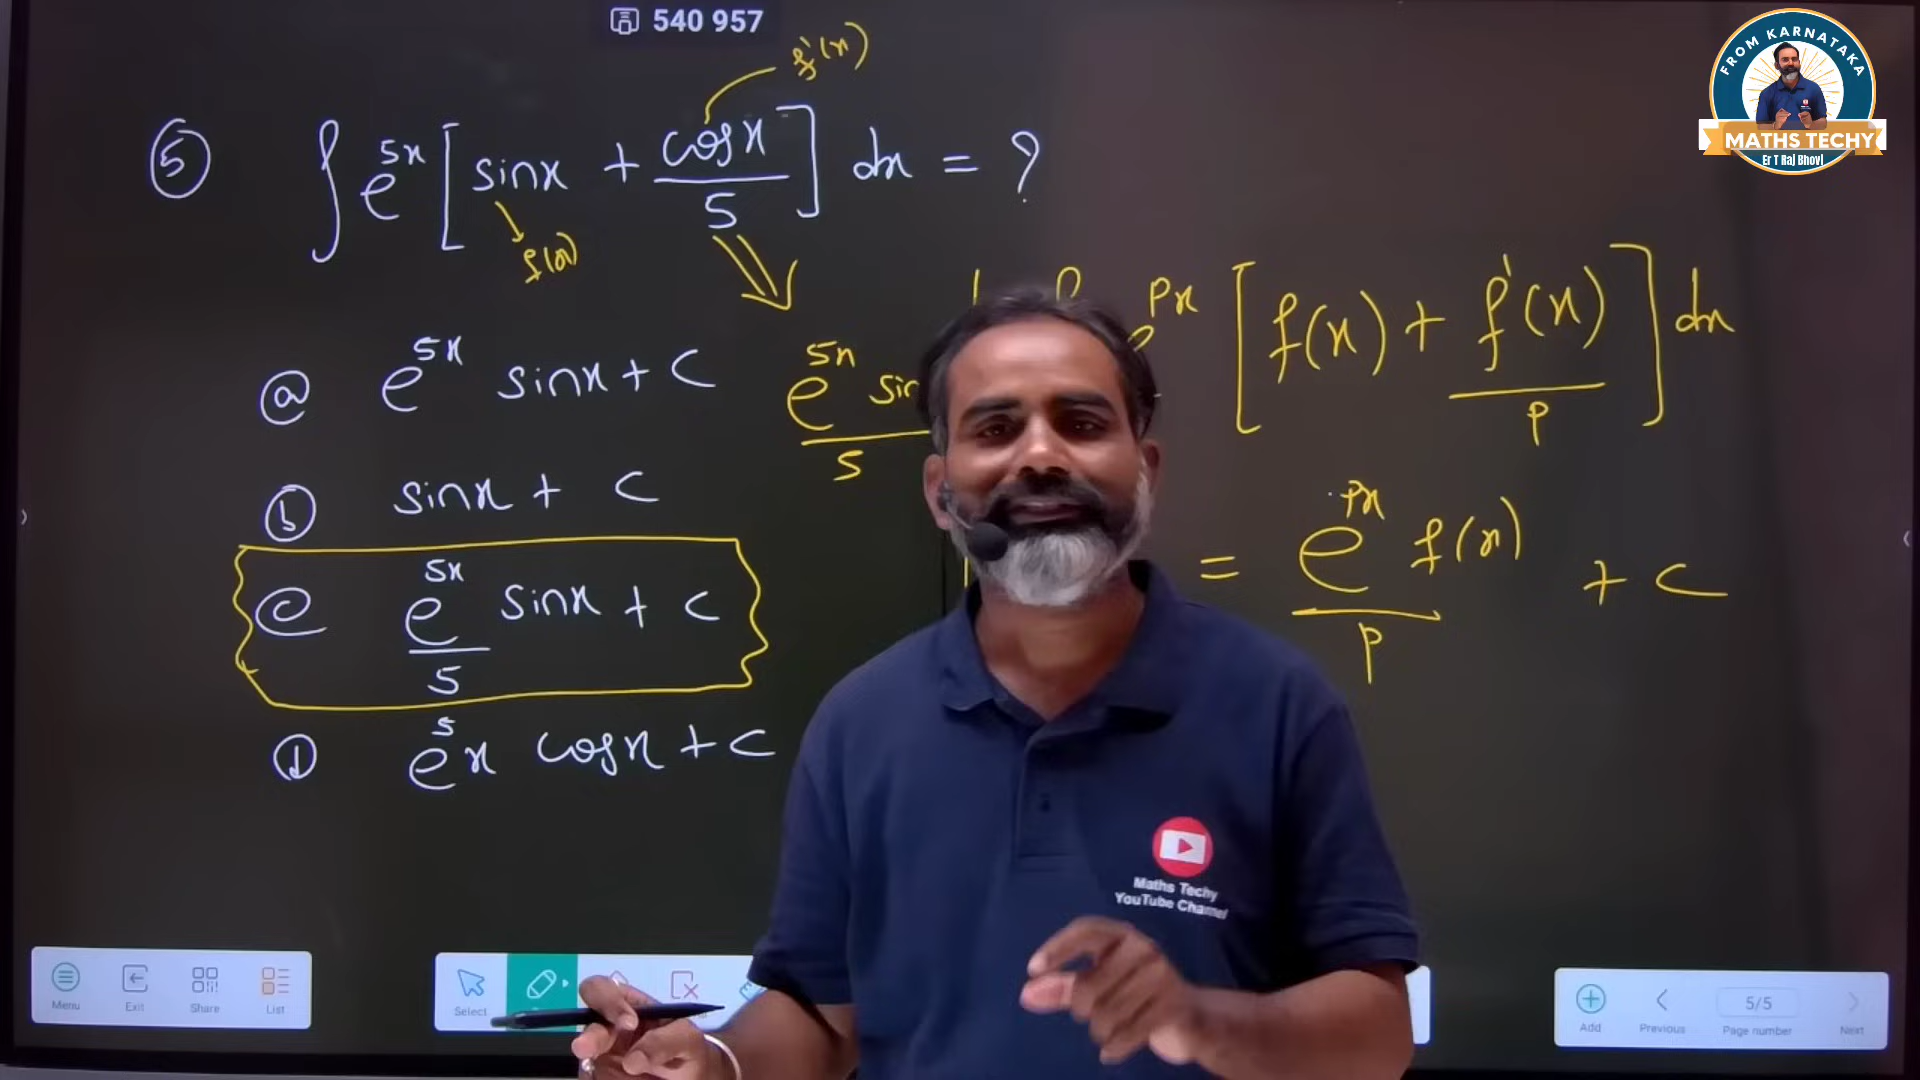 540 957
FROM KARNATAKA
MATHS TECHY
Er T Raj Bhovi
f'(x)
5 ∫ e^5x [sinx + cosx/5] dx = ?
f(x)
e^px [f(x) + f'(x)/p] dx
a e^5x sinx + c
e^5x sin
5
b sinx + c
= e^px f(x)/p + c
c e^5x/5 sinx + c
d e^5 x cosx + c
Maths Techy
YouTube Channel
Menu Exit Share List
Select
Add Previous 5/5 Page number Next